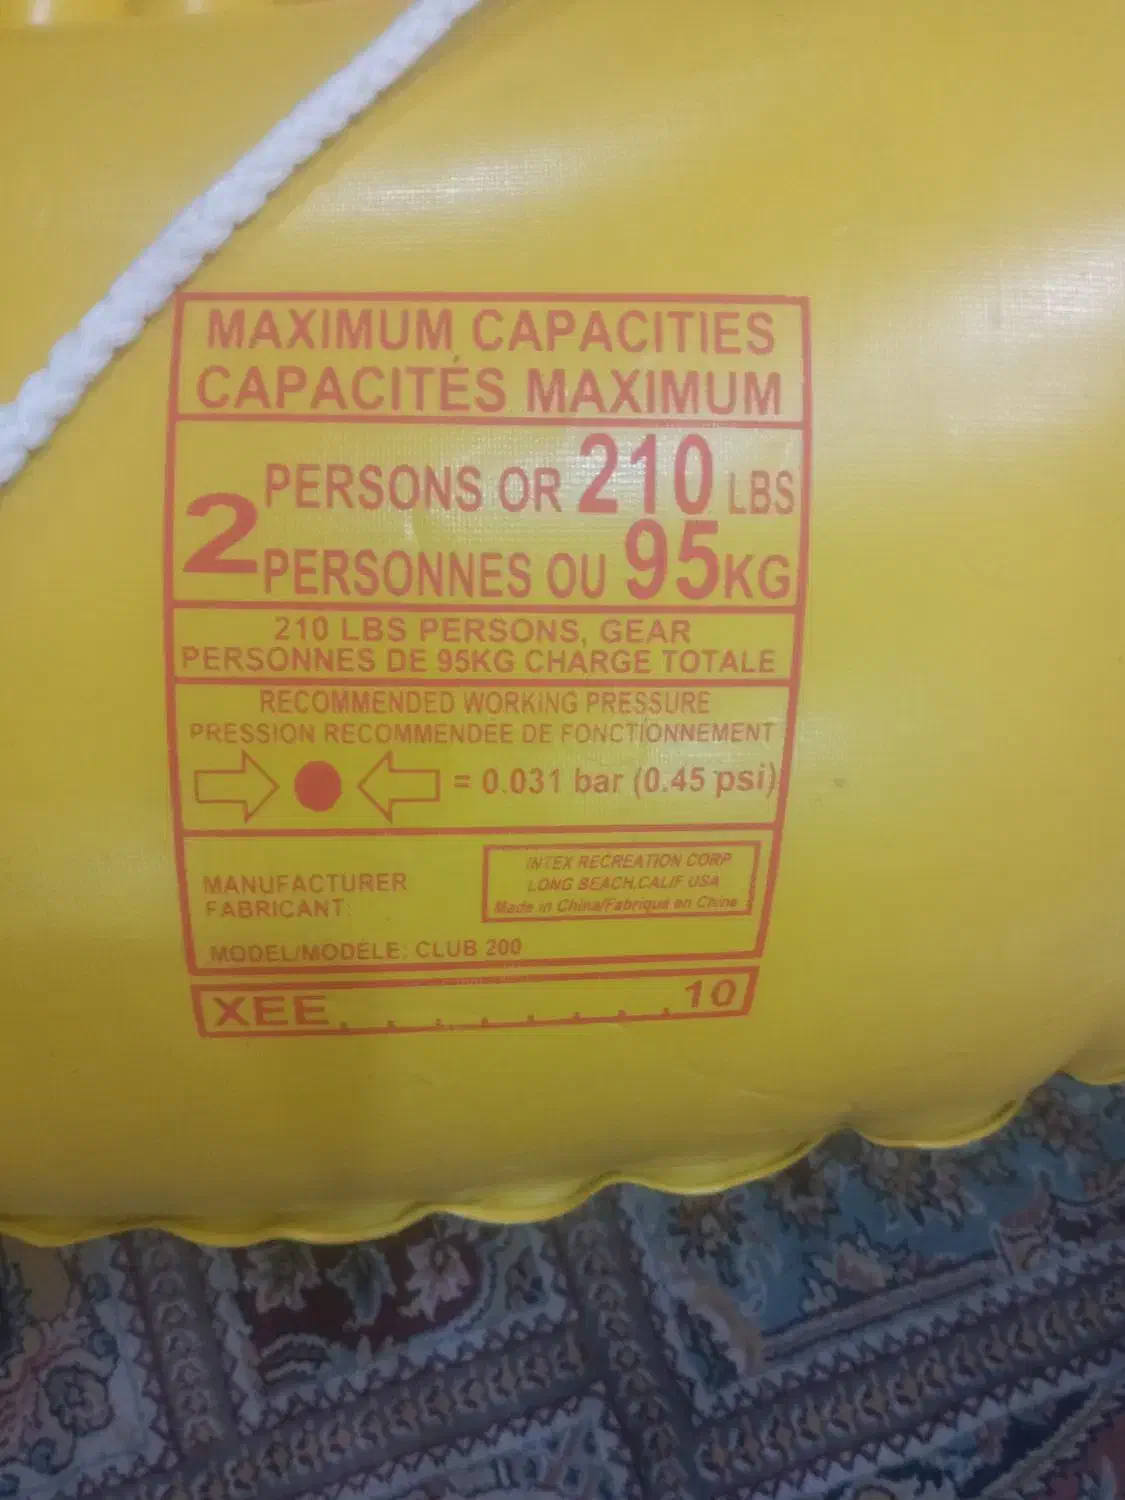 MAXIMUM CAPACITIES
CAPACITÉS MAXIMUM
2 PERSONS OR 210 LBS
PERSONNES OU 95KG
210 LBS PERSONS, GEAR
PERSONNES DE 95KG CHARGE TOTALE
RECOMMENDED WORKING PRESSURE
PRESSION RECOMMENDÉE DE FONCTIONNEMENT
= 0.031 bar (0.45 psi)
MANUFACTURER
FABRICANT:
INTEX RECREATION CORP
LONG BEACH,CALIF USA
Made in China/Fabriqué en Chine
MODEL/MODÈLE: CLUB 200
XEE 10